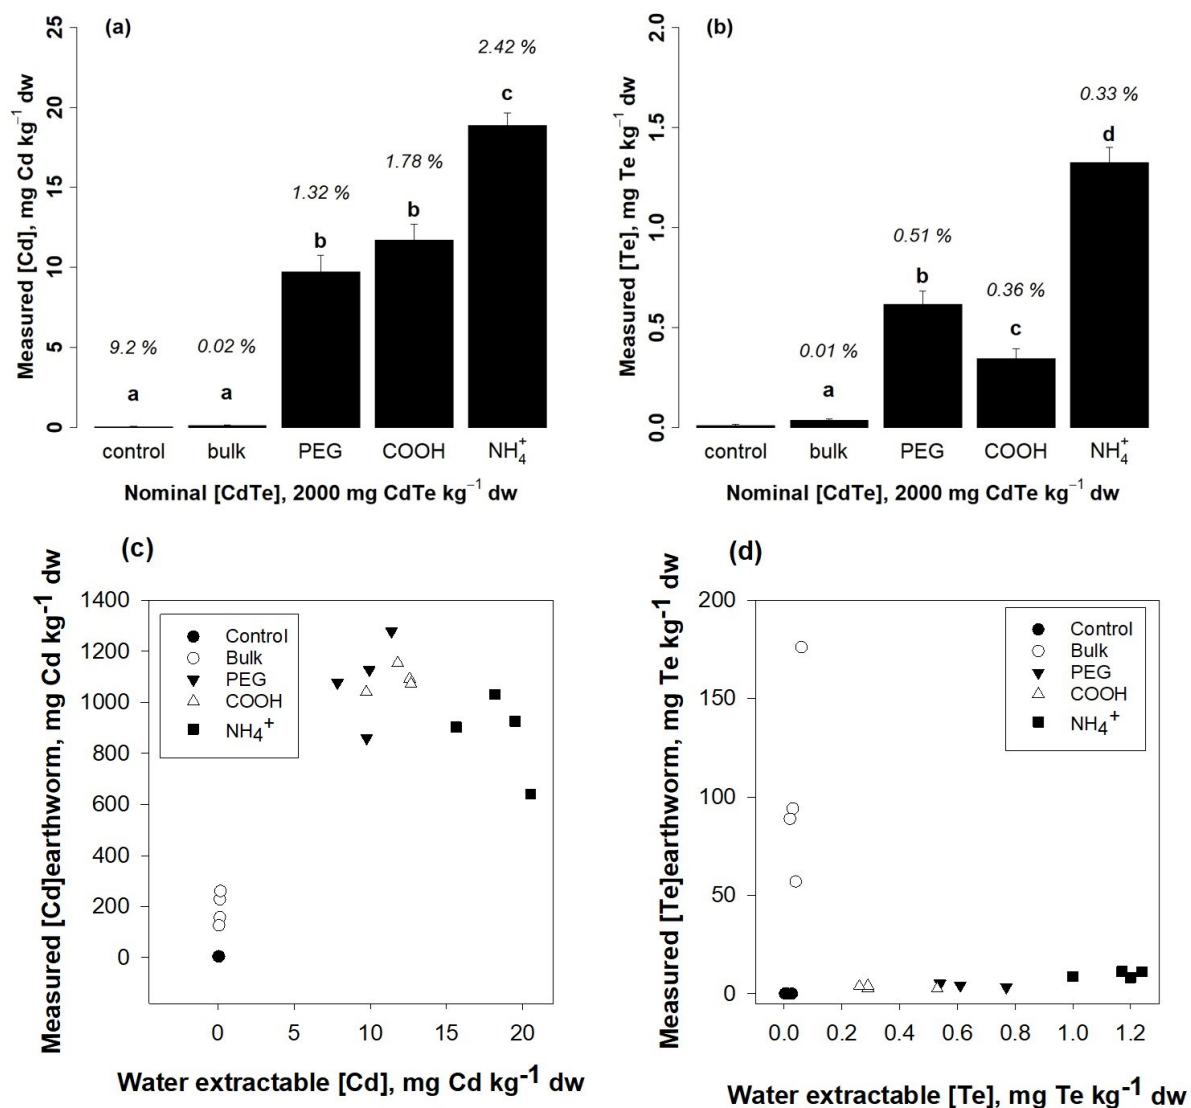 (a)
Measured [Cd], mg Cd kg⁻¹ dw
25
20
15
10
5
0
9.2 %
0.02 %
1.32 %
1.78 %
2.42 %
a
a
b
b
c
control
bulk
PEG
COOH
NH₄⁺
Nominal [CdTe], 2000 mg CdTe kg⁻¹ dw
(b)
Measured [Te], mg Te kg⁻¹ dw
2.0
1.5
1.0
0.5
0.0
0.01 %
0.51 %
0.36 %
0.33 %
a
b
c
d
control
bulk
PEG
COOH
NH₄⁺
Nominal [CdTe], 2000 mg CdTe kg⁻¹ dw
(c)
Measured [Cd]earthworm, mg Cd kg⁻¹ dw
1400
1200
1000
800
600
400
200
0
Control
Bulk
PEG
COOH
NH₄⁺
0
5
10
15
20
Water extractable [Cd], mg Cd kg⁻¹ dw
(d)
Measured [Te]earthworm, mg Te kg⁻¹ dw
200
150
100
50
0
Control
Bulk
PEG
COOH
NH₄⁺
0.0
0.2
0.4
0.6
0.8
1.0
1.2
Water extractable [Te], mg Te kg⁻¹ dw